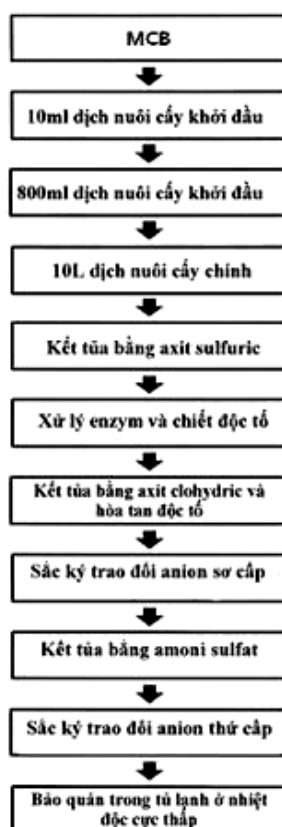 MCB
10ml dịch nuôi cấy khởi đầu
800ml dịch nuôi cấy khởi đầu
10L dịch nuôi cấy chính
Kết tủa bằng axit sulfuric
Xử lý enzym và chiết độc tố
Kết tủa bằng axit clohydric và
hòa tan độc tố
Sắc ký trao đổi anion sơ cấp
Kết tủa bằng amoni sulfat
Sắc ký trao đổi anion thứ cấp
Bảo quản trong tủ lạnh ở nhiệt
độc cực thấp